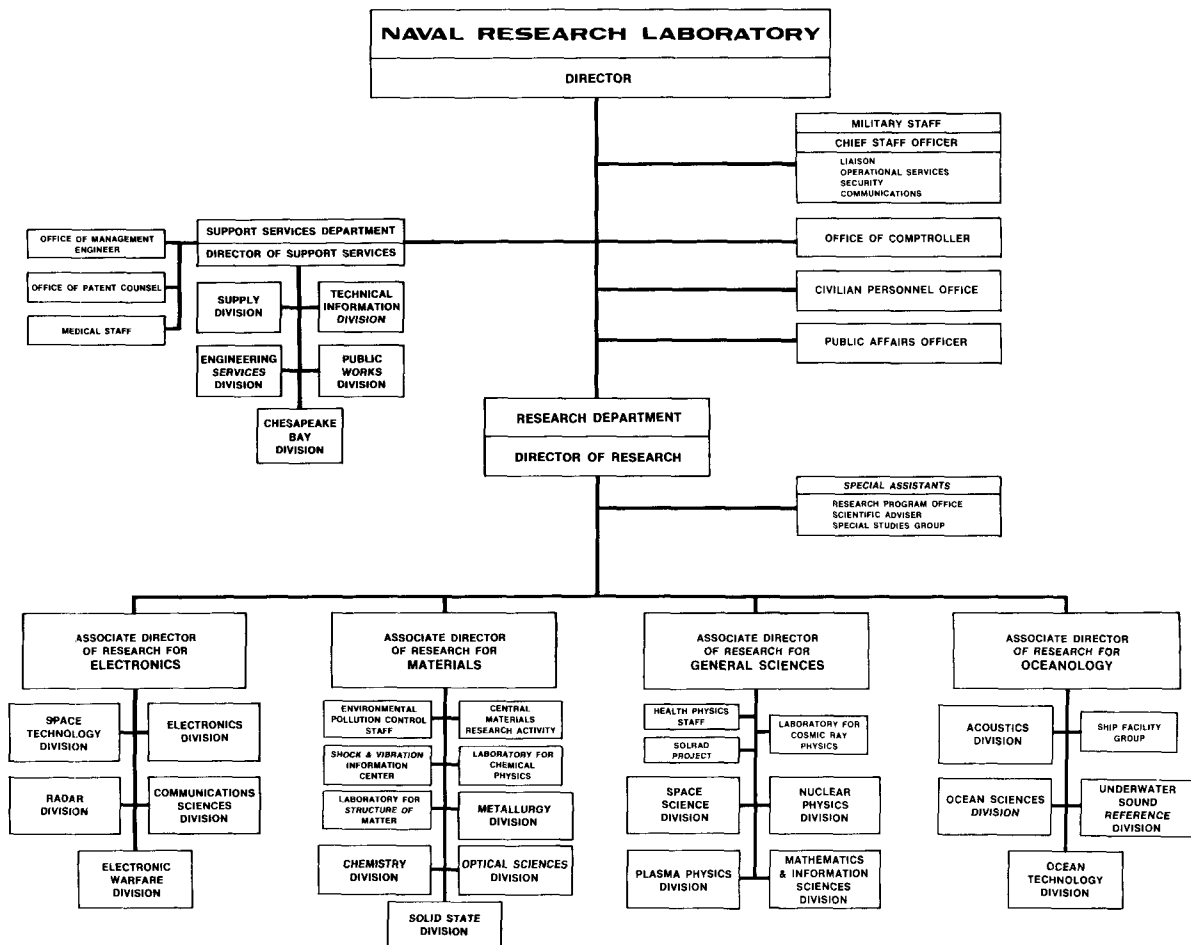 NAVAL RESEARCH LABORATORY
DIRECTOR
MILITARY STAFF
CHIEF STAFF OFFICER
LIAISON
OPERATIONAL SERVICES
SECURITY
COMMUNICATIONS
OFFICE OF COMPTROLLER
CIVILIAN PERSONNEL OFFICE
PUBLIC AFFAIRS OFFICER
SUPPORT SERVICES DEPARTMENT
DIRECTOR OF SUPPORT SERVICES
OFFICE OF MANAGEMENT
ENGINEER
OFFICE OF PATENT COUNSEL
MEDICAL STAFF
SUPPLY
DIVISION
TECHNICAL
INFORMATION
DIVISION
ENGINEERING
SERVICES
DIVISION
PUBLIC
WORKS
DIVISION
CHESAPEAKE
BAY
DIVISION
RESEARCH DEPARTMENT
DIRECTOR OF RESEARCH
SPECIAL ASSISTANTS
RESEARCH PROGRAM OFFICE
SCIENTIFIC ADVISER
SPECIAL STUDIES GROUP
ASSOCIATE DIRECTOR
OF RESEARCH FOR
ELECTRONICS
SPACE
TECHNOLOGY
DIVISION
ELECTRONICS
DIVISION
RADAR
DIVISION
COMMUNICATIONS
SCIENCES
DIVISION
ELECTRONIC
WARFARE
DIVISION
ASSOCIATE DIRECTOR
OF RESEARCH FOR
MATERIALS
ENVIRONMENTAL
POLLUTION CONTROL
STAFF
CENTRAL
MATERIALS
RESEARCH ACTIVITY
SHOCK & VIBRATION
INFORMATION
CENTER
LABORATORY FOR
CHEMICAL PHYSICS
LABORATORY FOR
STRUCTURE OF
MATTER
METALLURGY
DIVISION
CHEMISTRY
DIVISION
OPTICAL SCIENCES
DIVISION
SOLID STATE
DIVISION
ASSOCIATE DIRECTOR
OF RESEARCH FOR
GENERAL SCIENCES
HEALTH PHYSICS
STAFF
LABORATORY FOR
COSMIC RAY
PHYSICS
SOLRAD
PROJECT
SPACE
SCIENCE
DIVISION
NUCLEAR
PHYSICS
DIVISION
PLASMA PHYSICS
DIVISION
MATHEMATICS
& INFORMATION
SCIENCES
DIVISION
ASSOCIATE DIRECTOR
OF RESEARCH FOR
OCEANOLOGY
ACOUSTICS
DIVISION
SHIP FACILITY
GROUP
OCEAN SCIENCES
DIVISION
UNDERWATER
SOUND
REFERENCE
DIVISION
OCEAN
TECHNOLOGY
DIVISION